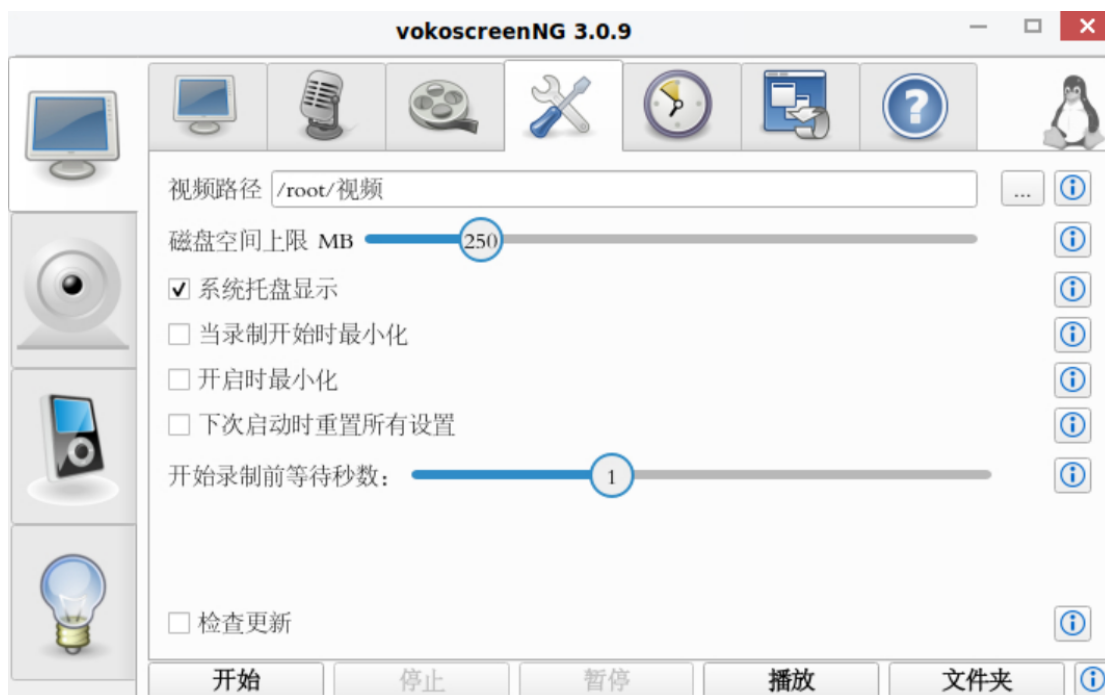 vokoscreenNG 3.0.9
视频路径 /root/视频 ...
磁盘空间上限 MB 250
系统托盘显示
当录制开始时最小化
开启时最小化
下次启动时重置所有设置
开始录制前等待秒数： 1
检查更新
开始 停止 暂停 播放 文件夹